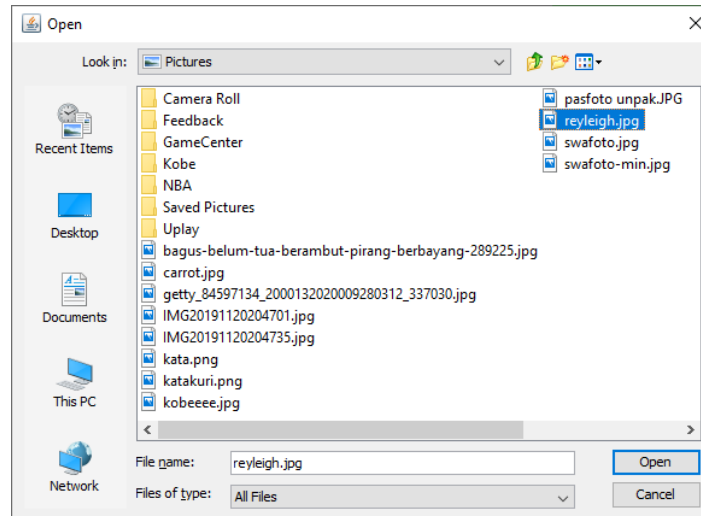 Open
Look in:
Pictures
Recent Items
Desktop
Documents
This PC
Network
Camera Roll
Feedback
GameCenter
Kobe
NBA
Saved Pictures
Uplay
bagus-belum-tua-berambut-pirang-berbayang-289225.jpg
carrot.jpg
getty_84597134_2000132020009280312_337030.jpg
IMG20191120204701.jpg
IMG20191120204735.jpg
kata.png
katakuri.png
kobeeee.jpg
pasfoto unpak.JPG
reyleigh.jpg
swafoto.jpg
swafoto-min.jpg
File name:
reyleigh.jpg
Open
Files of type:
All Files
Cancel